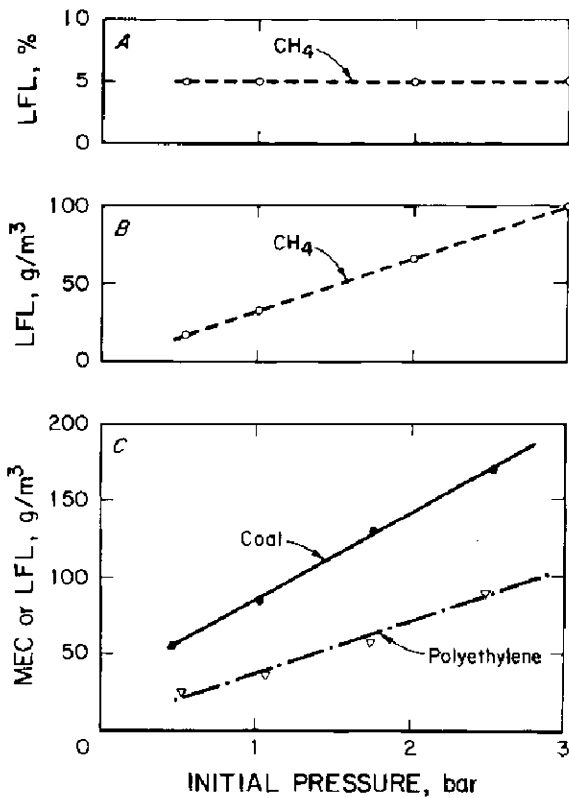 A
LFL, %
10
5
0
CH4
B
LFL, g/m3
100
50
0
CH4
C
MEC or LFL, g/m3
200
150
100
50
0
Coal
Polyethylene
1
2
3
INITIAL PRESSURE, bar